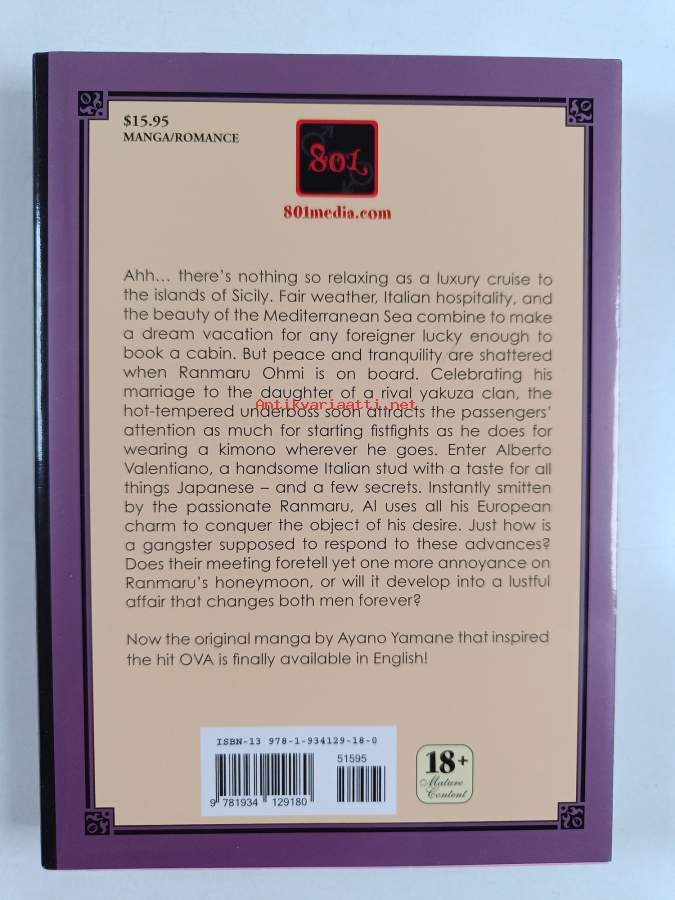 $15.95
MANGA/ROMANCE
801
801media.com
Ahh... there's nothing so relaxing as a luxury cruise to
the islands of Sicily. Fair weather, Italian hospitality, and
the beauty of the Mediterranean Sea combine to make
a dream vacation for any foreigner lucky enough to
book a cabin. But peace and tranquility are shattered
when Ranmaru Ohmi is on board. Celebrating his
marriage to the daughter of a rival yakuza clan, the
Antikvariaatti.net
hot-tempered underboss soon attracts the passengers'
attention as much for starting fistfights as he does for
wearing a kimono wherever he goes. Enter Alberto
Valentiano, a handsome Italian stud with a taste for all
things Japanese – and a few secrets. Instantly smitten
by the passionate Ranmaru, Al uses all his European
charm to conquer the object of his desire. Just how is
a gangster supposed to respond to these advances?
Does their meeting foretell yet one more annoyance on
Ranmaru's honeymoon, or will it develop into a lustful
affair that changes both men forever?
Now the original manga by Ayano Yamane that inspired
the hit OVA is finally available in English!
ISBN-13 978-1-934129-18-0
51595
9 781934 129180
18+
Mature
Content